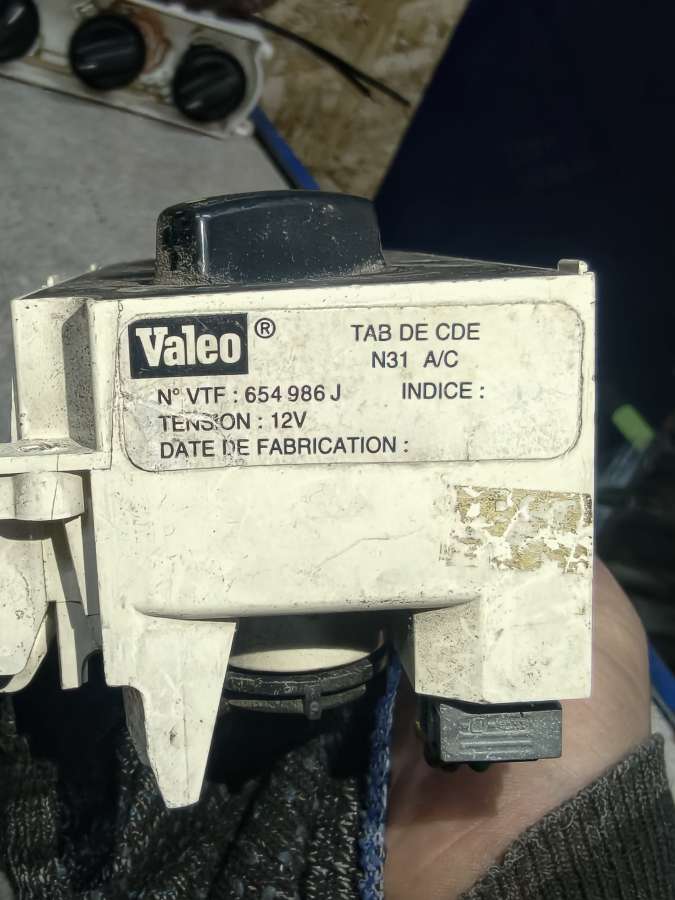 Valeo ® TAB DE CDE
N31 A/C
N° VTF : 654 986 J INDICE :
TENSION : 12V
DATE DE FABRICATION :